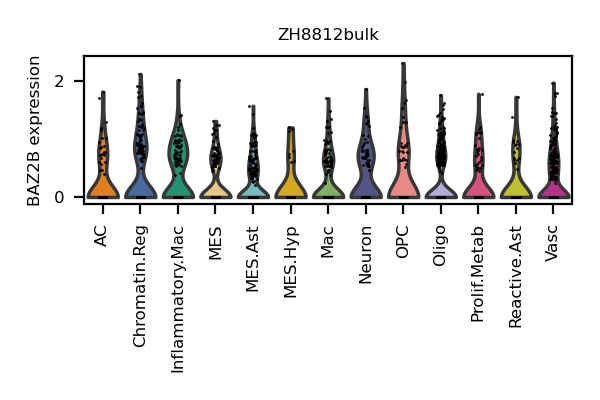 ZH8812bulk
BAZ2B expression
2
0
AC
Chromatin.Reg
Inflammatory.Mac
MES
MES.Ast
MES.Hyp
Mac
Neuron
OPC
Oligo
Prolif.Metab
Reactive.Ast
Vasc